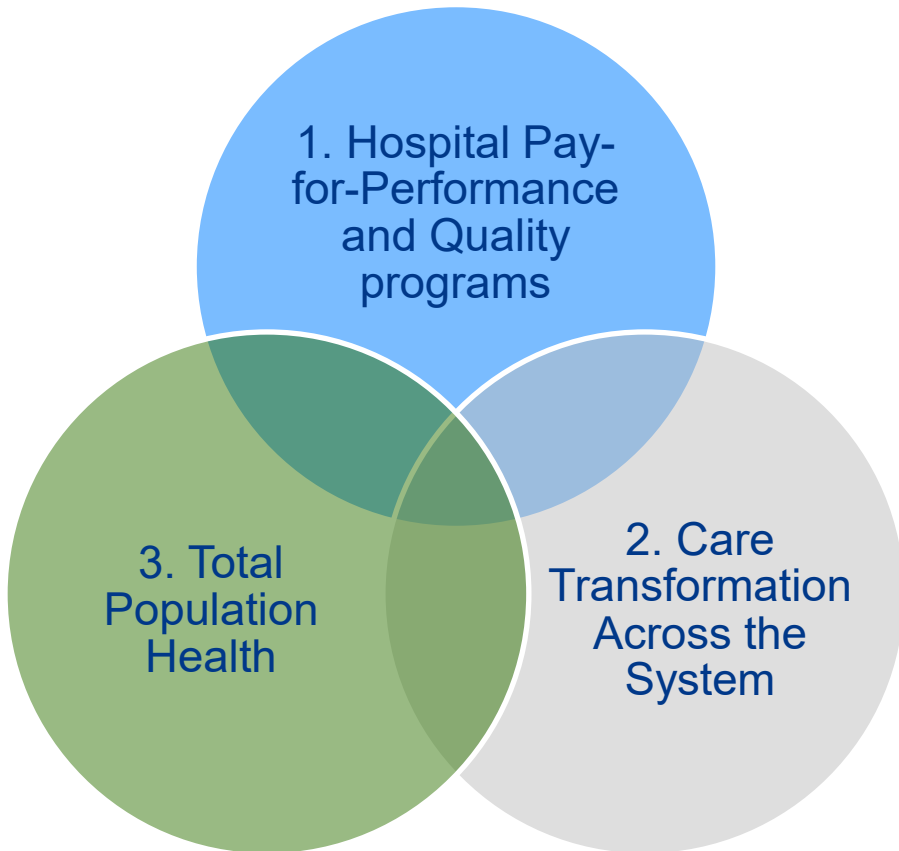 1. Hospital Pay-
for-Performance
and Quality
programs
2. Care
Transformation
Across the
System
3. Total
Population
Health